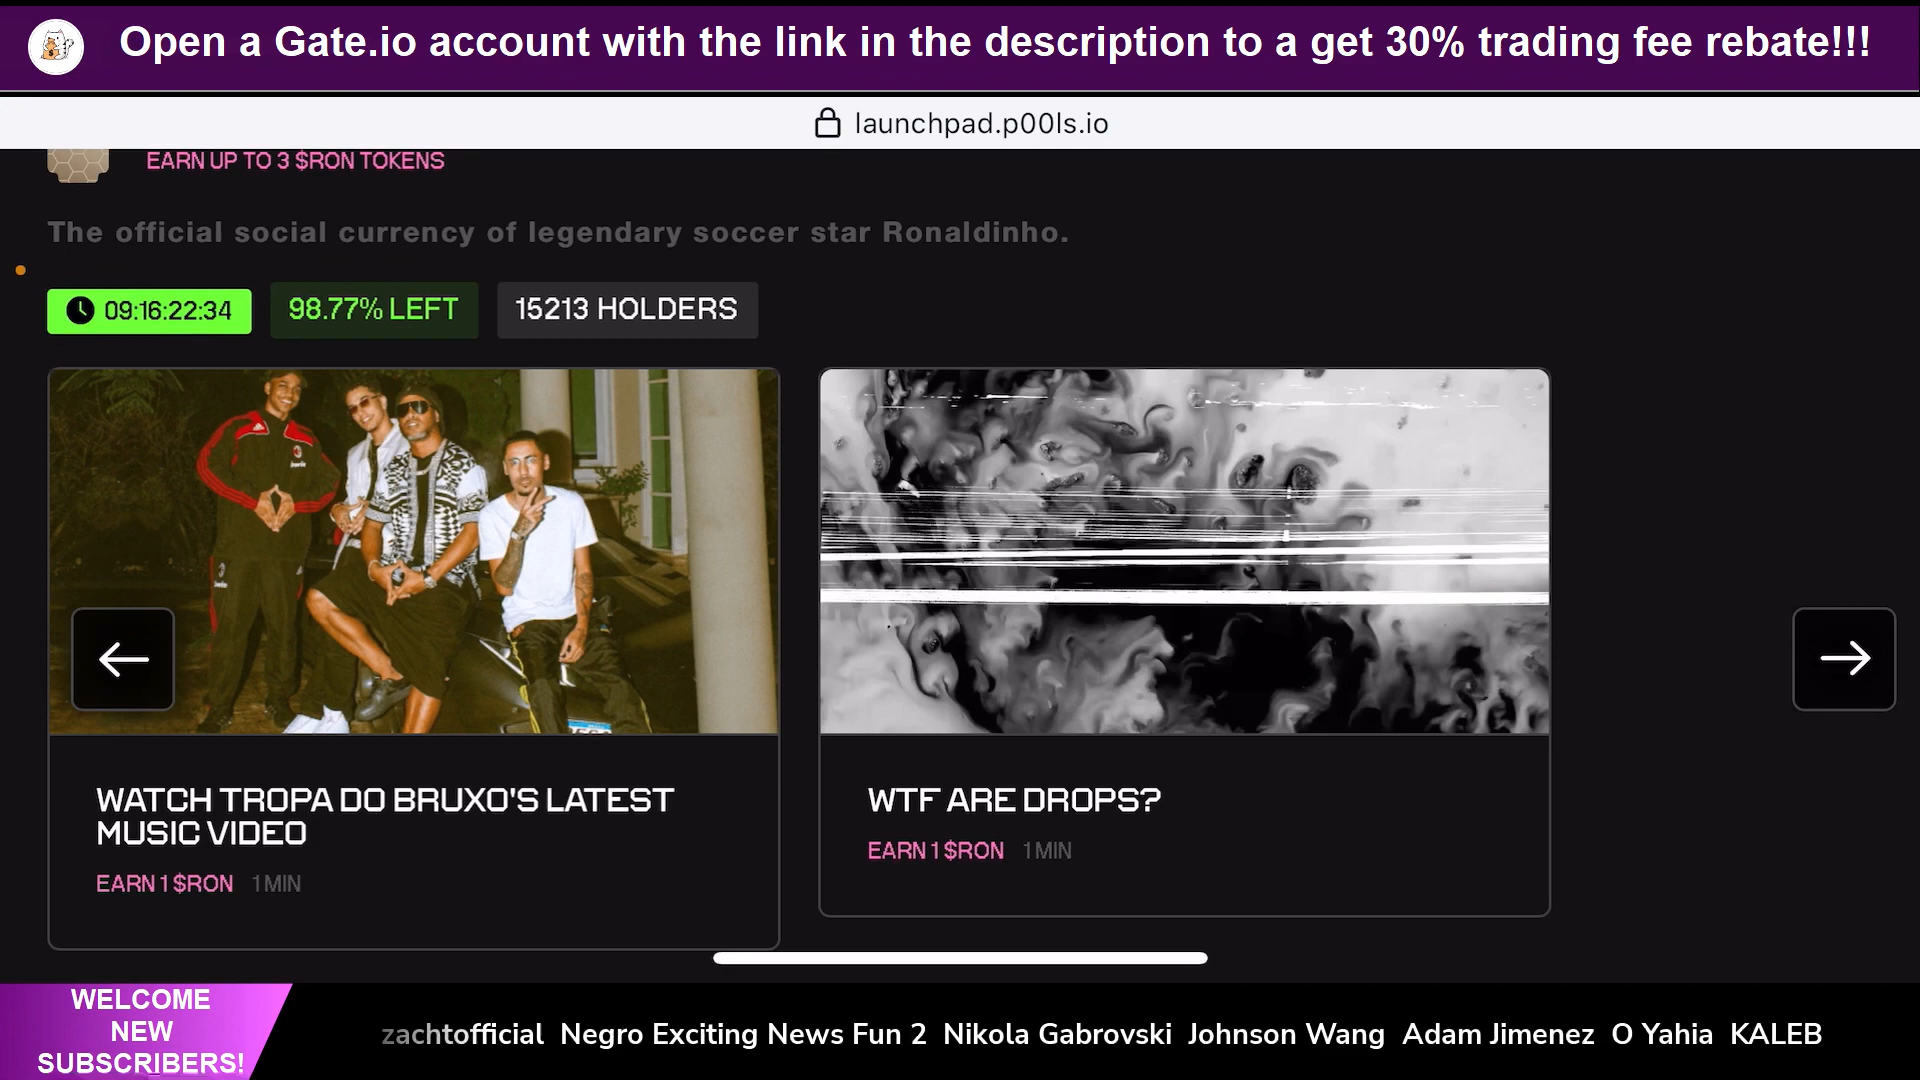 Open a Gate.io account with the link in the description to a get 30% trading fee rebate!!!
launchpad.p00ls.io
EARN UP TO 3 $RON TOKENS
The official social currency of legendary soccer star Ronaldinho.
09:16:22:34
98.77% LEFT
15213 HOLDERS
WATCH TROPA DO BRUXO'S LATEST
MUSIC VIDEO
EARN 1 $RON 1 MIN
WTF ARE DROPS?
EARN 1 $RON 1 MIN
WELCOME
NEW
SUBSCRIBERS!
zachtofficial Negro Exciting News Fun 2 Nikola Gabrovski Johnson Wang Adam Jimenez O Yahia KALEB